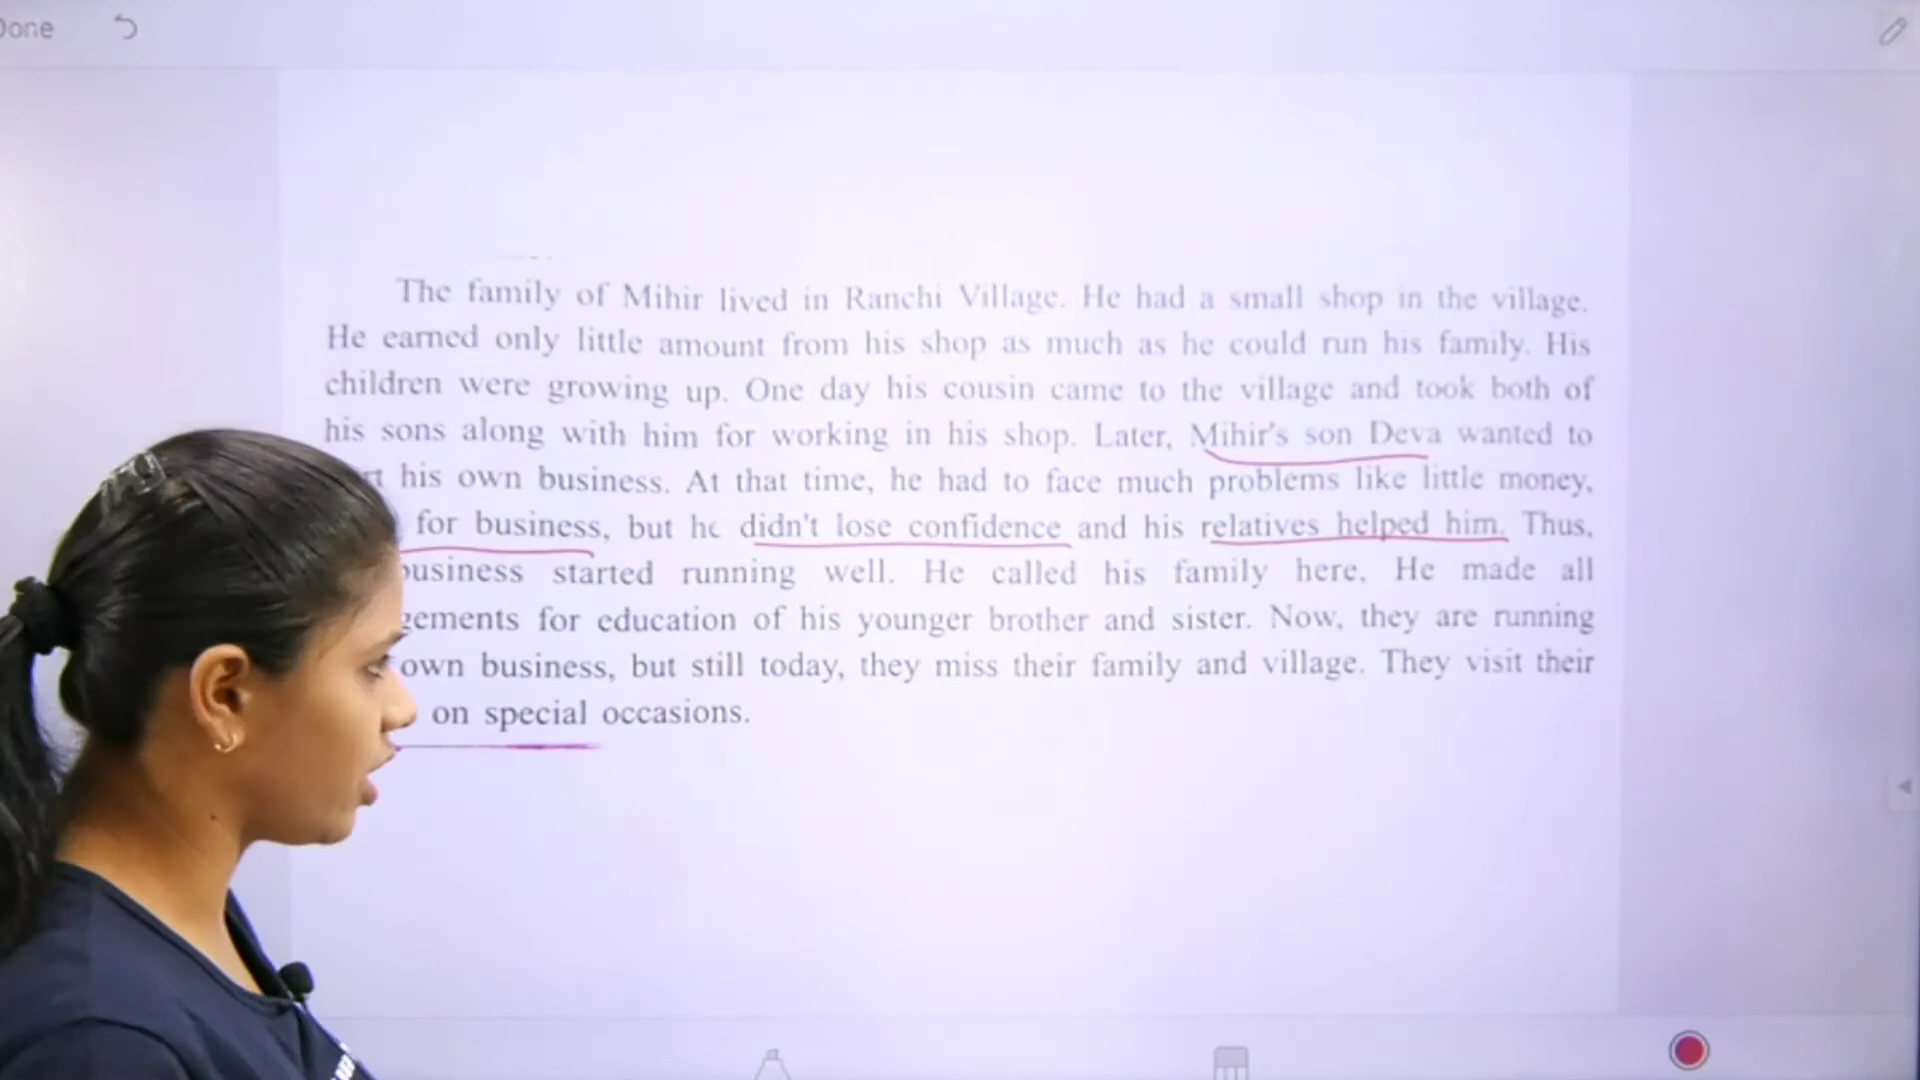 Done
The family of Mihir lived in Ranchi Village. He had a small shop in the village.
He earned only little amount from his shop as much as he could run his family. His
children were growing up. One day his cousin came to the village and took both of
his sons along with him for working in his shop. Later, Mihir's son Deva wanted to
his own business. At that time, he had to face much problems like little money,
for business, but he didn't lose confidence and his relatives helped him. Thus,
business started running well. He called his family here. He made all
gements for education of his younger brother and sister. Now, they are running
own business, but still today, they miss their family and village. They visit their
on special occasions.